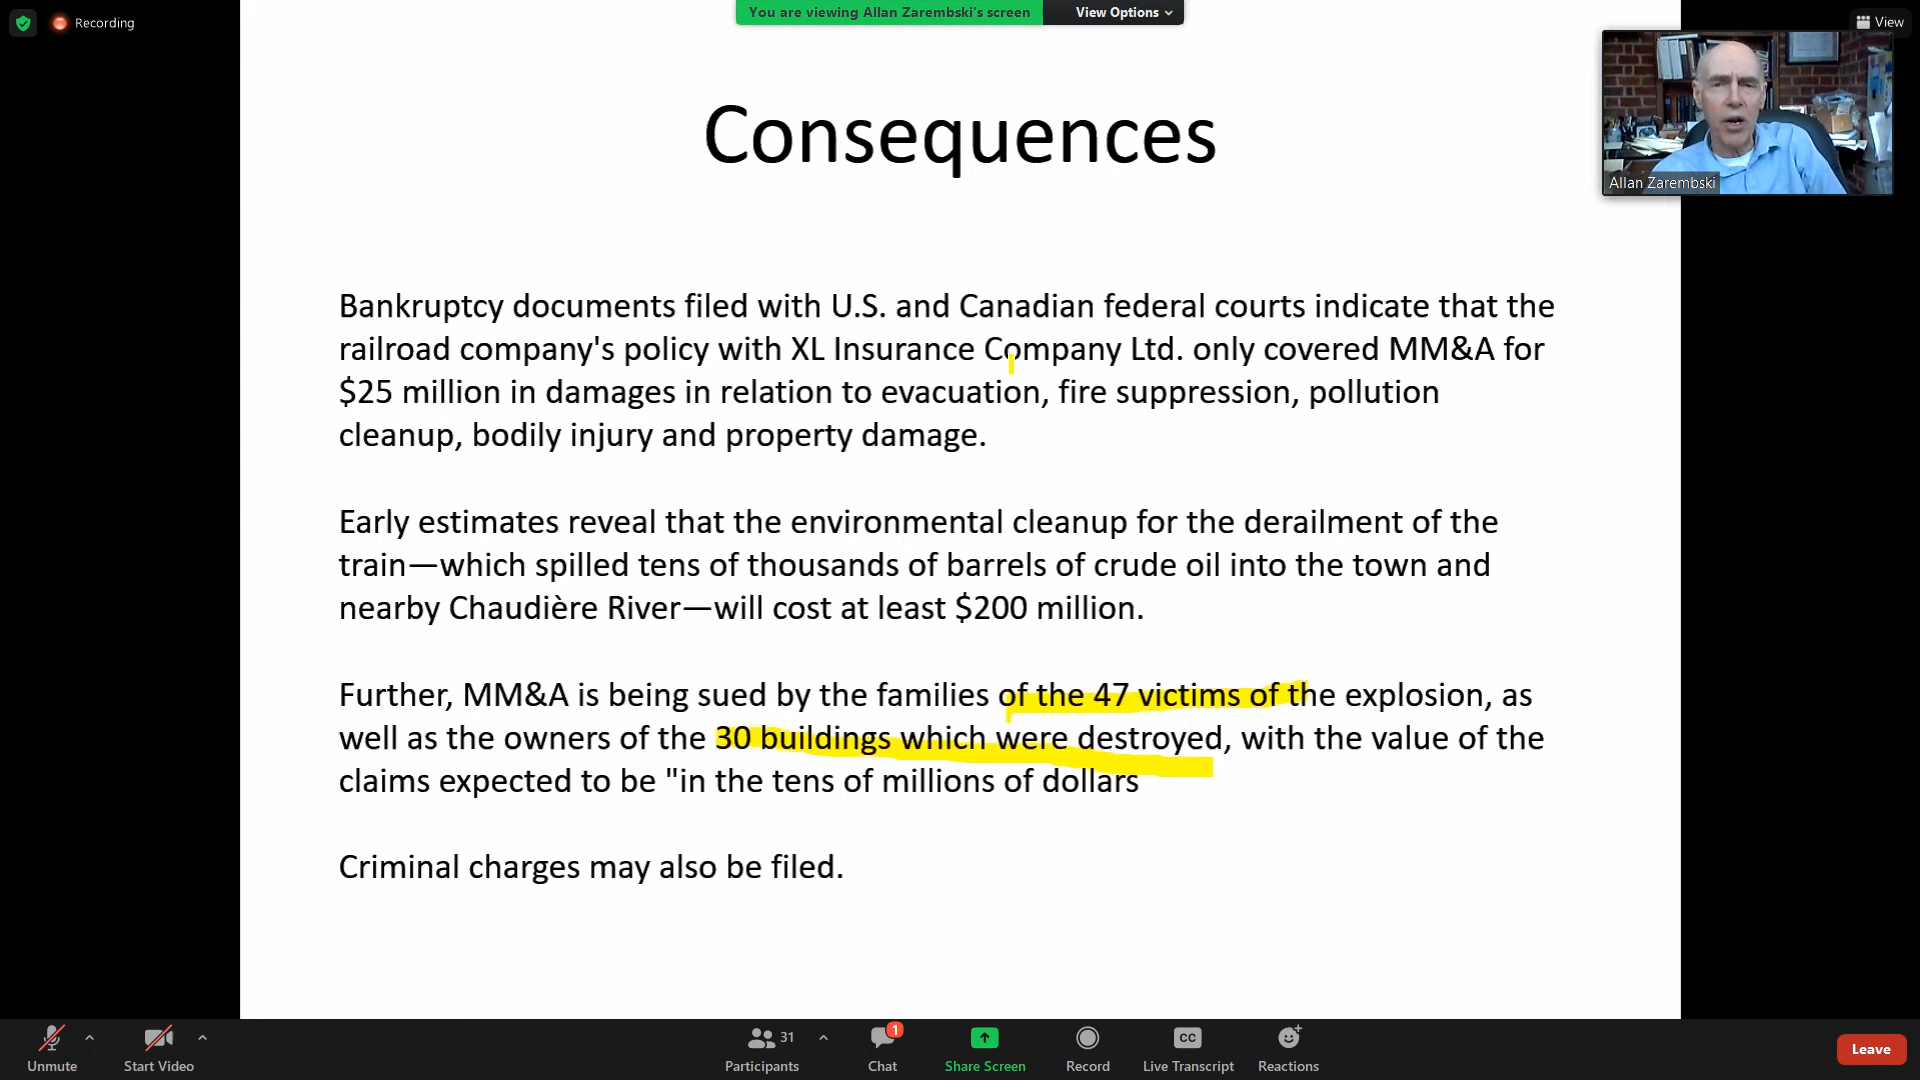 Recording
You are viewing Allan Zarembski's screen
View Options
View
Allan Zarembski
Consequences
Bankruptcy documents filed with U.S. and Canadian federal courts indicate that the
railroad company's policy with XL Insurance Company Ltd. only covered MM&A for
$25 million in damages in relation to evacuation, fire suppression, pollution
cleanup, bodily injury and property damage.
Early estimates reveal that the environmental cleanup for the derailment of the
train—which spilled tens of thousands of barrels of crude oil into the town and
nearby Chaudière River—will cost at least $200 million.
Further, MM&A is being sued by the families of the 47 victims of the explosion, as
well as the owners of the 30 buildings which were destroyed, with the value of the
claims expected to be "in the tens of millions of dollars
Criminal charges may also be filed.
Unmute
Start Video
31
Participants
1
Chat
Share Screen
Record
CC
Live Transcript
Reactions
Leave